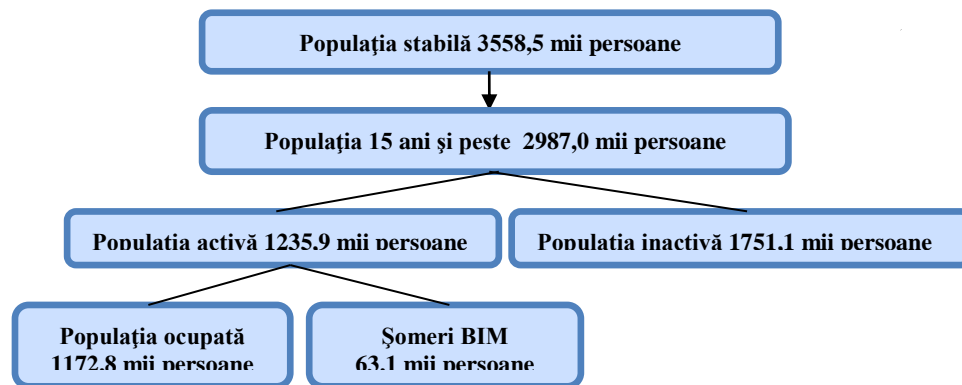 Populaţia stabilă 3558,5 mii persoane
Populaţia 15 ani şi peste 2987,0 mii persoane
Populaţia activă 1235,9 mii persoane
Populaţia inactivă 1751,1 mii persoane
Populaţia ocupată
1172,8 mii persoane
Şomeri BIM
63,1 mii persoane